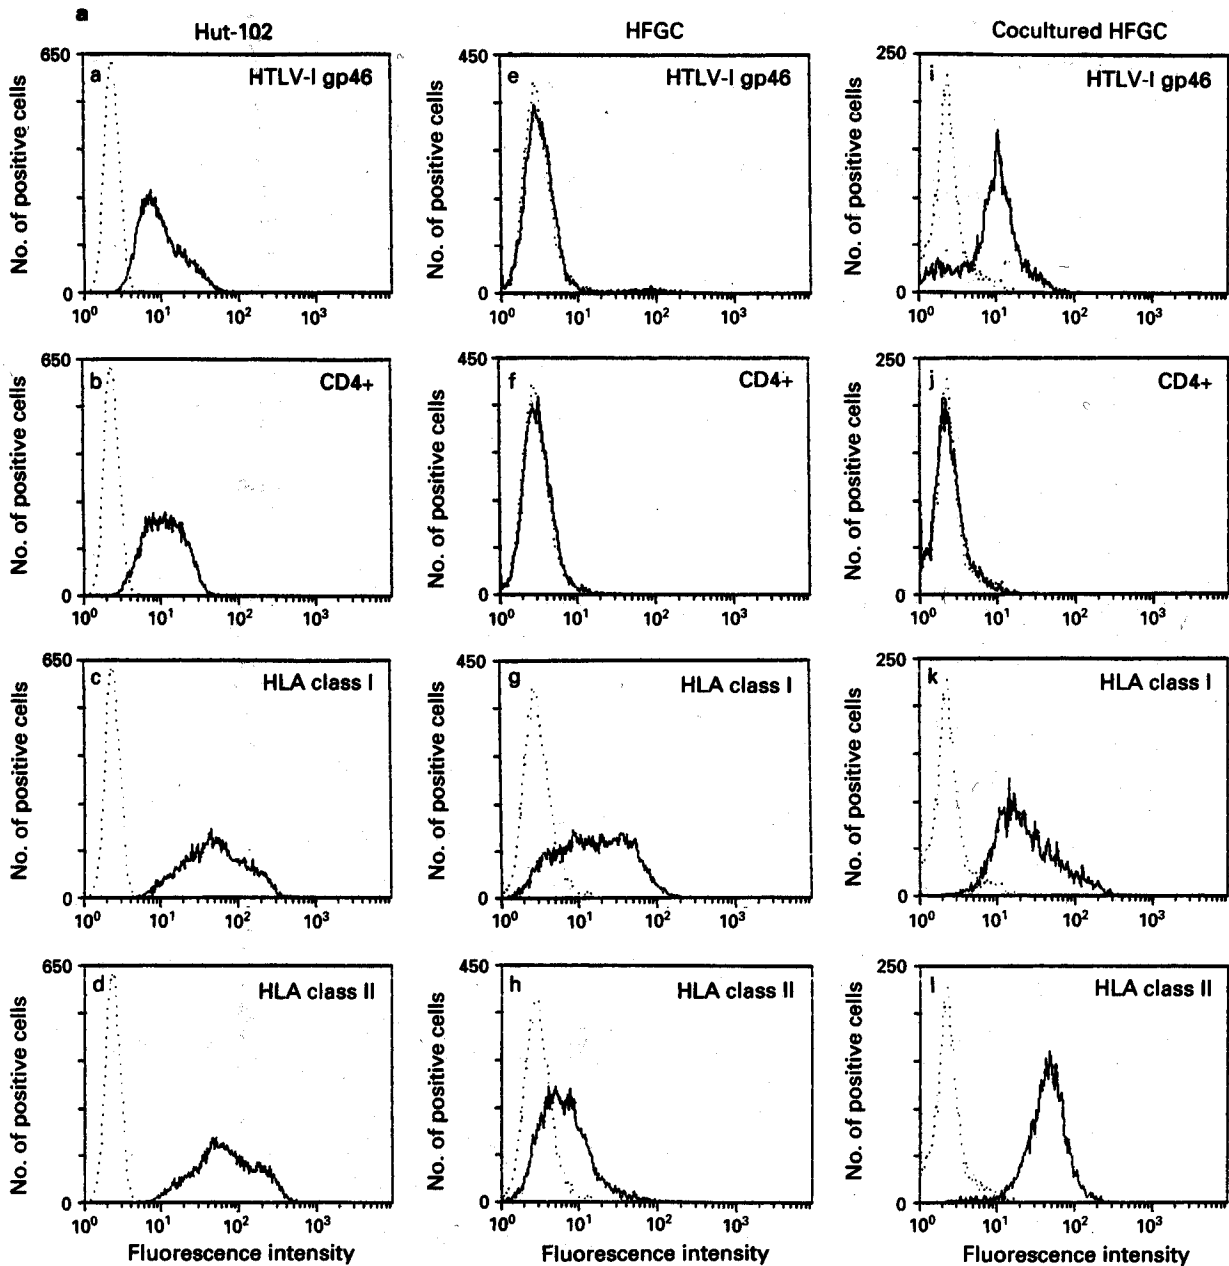 a
Hut-102
HFGC
Cocultured HFGC
650
a
HTLV-I gp46
No. of positive cells
0
10⁰ 10¹ 10² 10³
450
e
HTLV-I gp46
No. of positive cells
0
10⁰ 10¹ 10² 10³
250
i
HTLV-I gp46
No. of positive cells
0
10⁰ 10¹ 10² 10³
650
b
CD4+
No. of positive cells
0
10⁰ 10¹ 10² 10³
450
f
CD4+
No. of positive cells
0
10⁰ 10¹ 10² 10³
250
j
CD4+
No. of positive cells
0
10⁰ 10¹ 10² 10³
650
c
HLA class I
No. of positive cells
0
10⁰ 10¹ 10² 10³
450
g
HLA class I
No. of positive cells
0
10⁰ 10¹ 10² 10³
250
k
HLA class I
No. of positive cells
0
10⁰ 10¹ 10² 10³
650
d
HLA class II
No. of positive cells
0
10⁰ 10¹ 10² 10³
Fluorescence intensity
450
h
HLA class II
No. of positive cells
0
10⁰ 10¹ 10² 10³
Fluorescence intensity
250
l
HLA class II
No. of positive cells
0
10⁰ 10¹ 10² 10³
Fluorescence intensity